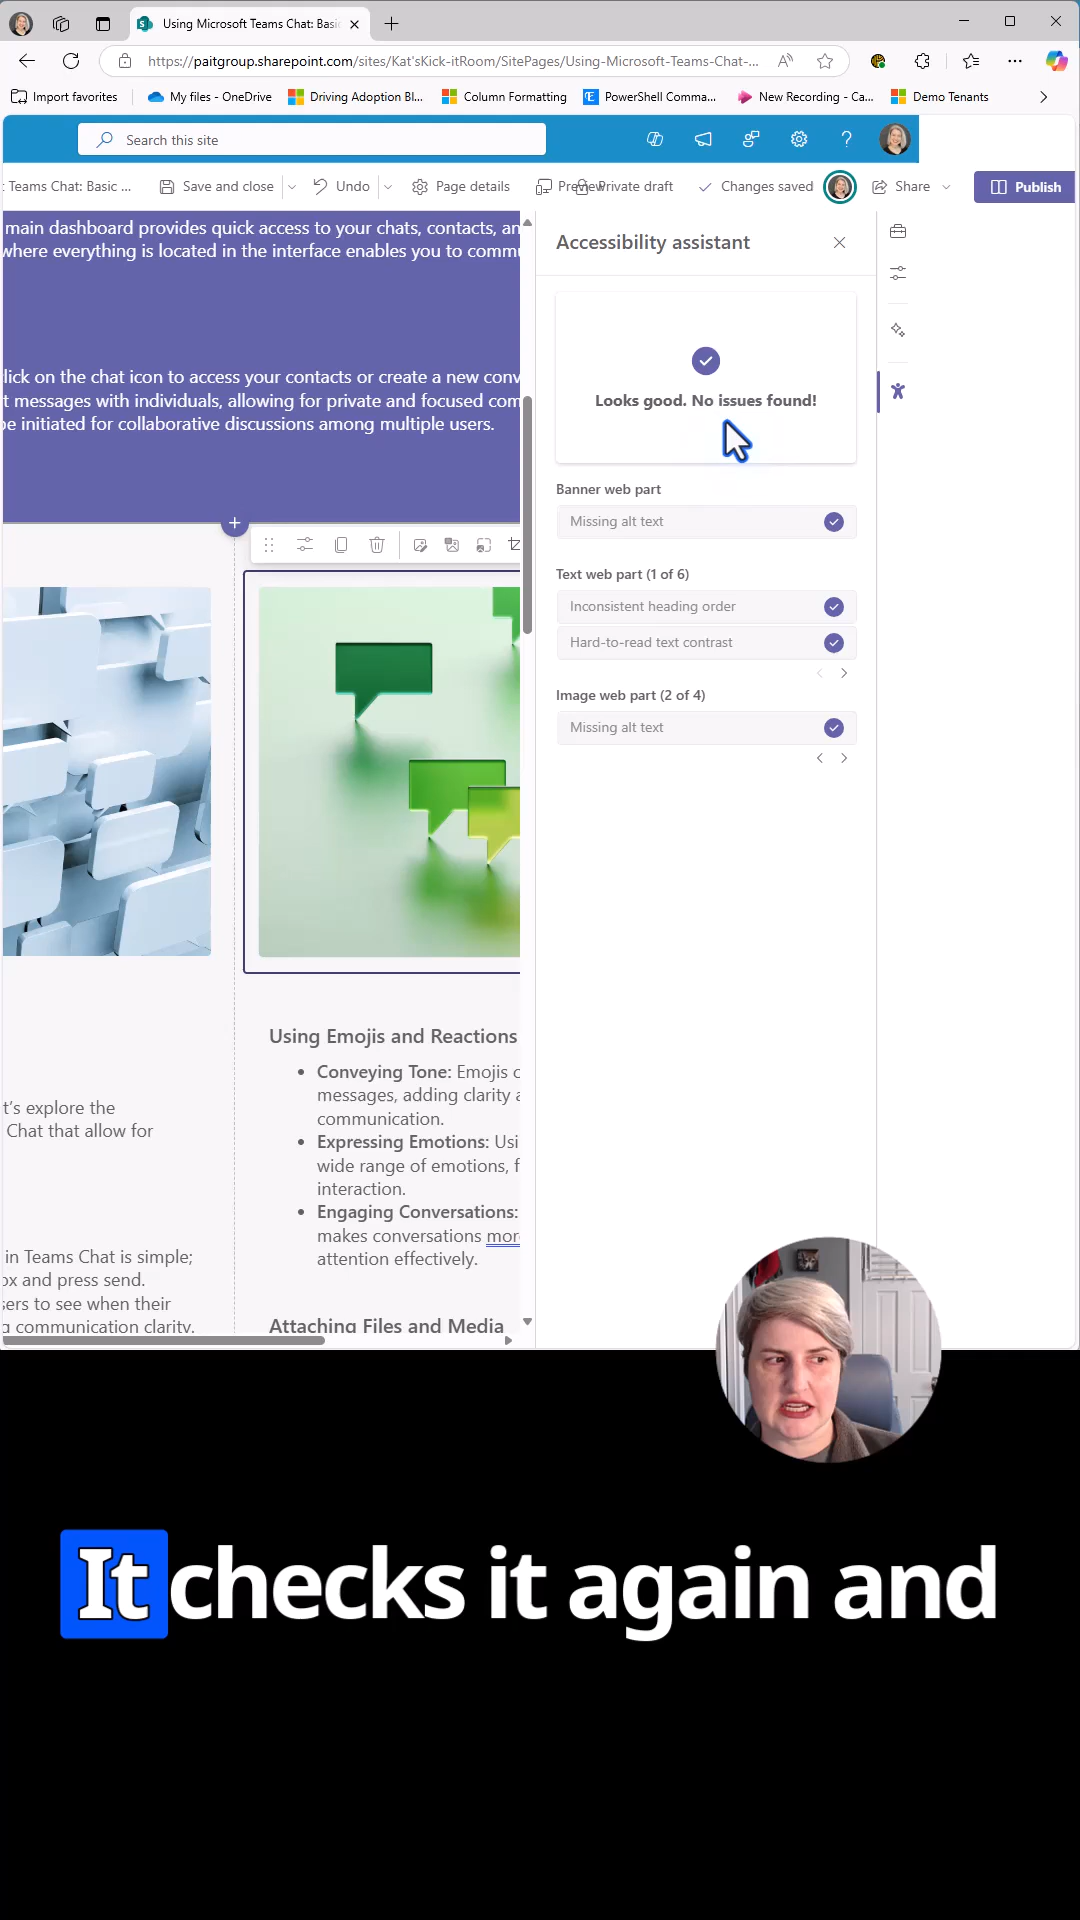 Using Microsoft Teams Chat: Basic
https://paitgroup.sharepoint.com/sites/Kat'sKick-itRoom/SitePages/Using-Microsoft-Teams-Chat-...
Import favorites
My files - OneDrive
Driving Adoption Bl...
Column Formatting
PowerShell Comma...
New Recording - Ca...
Demo Tenants
Search this site
: Teams Chat: Basic ...
Save and close
Undo
Page details
Preview
Private draft
Changes saved
Share
Publish
main dashboard provides quick access to your chats, contacts, an
where everything is located in the interface enables you to commu
lick on the chat icon to access your contacts or create a new conv
t messages with individuals, allowing for private and focused com
be initiated for collaborative discussions among multiple users.
t's explore the
Chat that allow for
in Teams Chat is simple;
ox and press send.
sers to see when their
g communication clarity.
Using Emojis and Reactions
• Conveying Tone: Emojis c
messages, adding clarity a
communication.
• Expressing Emotions: Usi
wide range of emotions, f
interaction.
• Engaging Conversations:
makes conversations mor
attention effectively.
Attaching Files and Media
Accessibility assistant
Looks good. No issues found!
Banner web part
Missing alt text
Text web part (1 of 6)
Inconsistent heading order
Hard-to-read text contrast
Image web part (2 of 4)
Missing alt text
It checks it again and